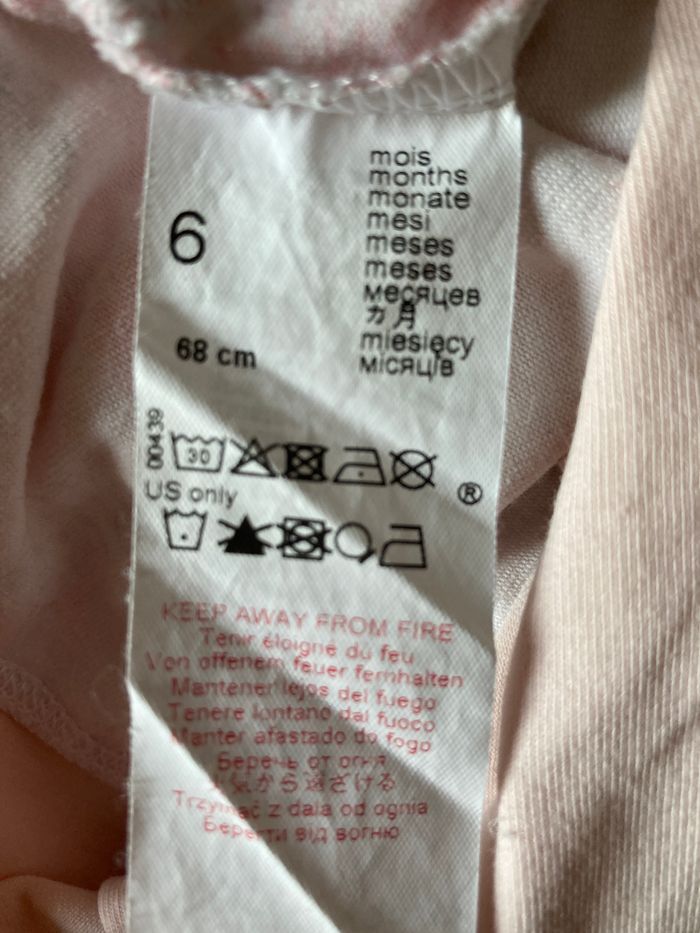 6
mois
months
monate
mesi
meses
meses
месяцев
カ月
miesięcy
місяців
68 cm
00439
30
®
US only
KEEP AWAY FROM FIRE
Tenir éloigné du feu
Von offenem feuer fernhalten
Mantener lejos del fuego
Tenere lontano dal fuoco
Manter afastado do fogo
Беречь от огня
火気から遠ざける
Trzymać z dala od ognia
Берегти від вогню